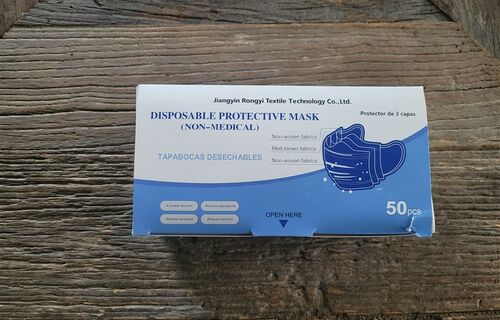 Jiangyin Rongyi Textile Technology Co.,Ltd.
DISPOSABLE PROTECTIVE MASK
(NON-MEDICAL)
Protector de 3 capas
Non-woven fabrics
Melt-blown fabrics
Non-woven fabrics
TAPABOCAS DESECHABLES
OPEN HERE
50pcs